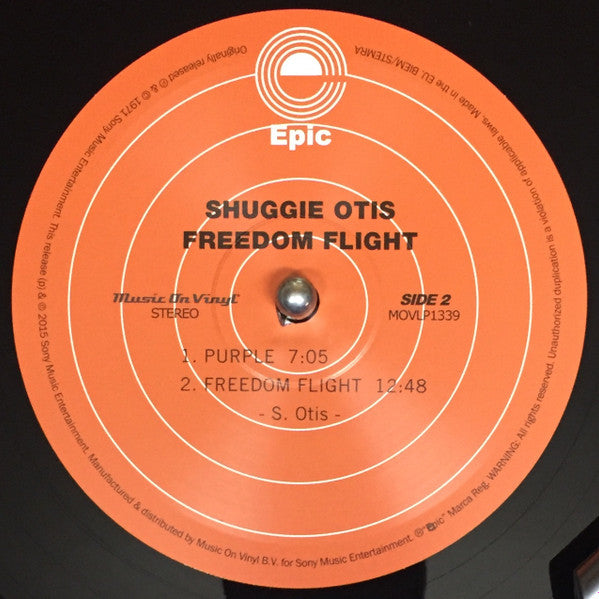 Epic
SHUGGIE OTIS
FREEDOM FLIGHT
Music On Vinyl
STEREO
SIDE 2
MOVLP1339
1. PURPLE 7:05
2. FREEDOM FLIGHT 12:48
- S. Otis -
Originally released ℗ & © 1971 Sony Music Entertainment. This release (p) & © 2015 Sony Music Entertainment. Manufactured & distributed by Music On Vinyl B.V. for Sony Music Entertainment. ®"Epic" Marca Reg. WARNING: All rights reserved. Unauthorized duplication is a violation of applicable laws. Made in the EU. BIEM/STEMRA